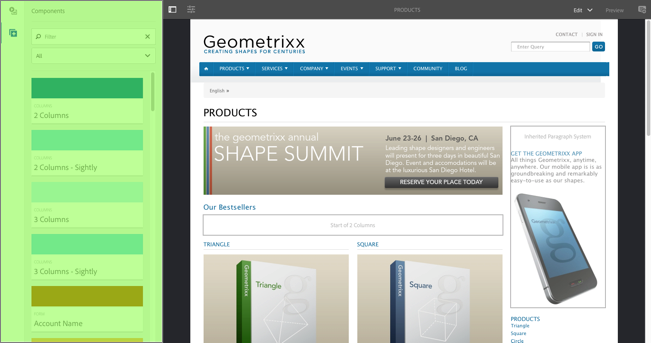 Components
Filter
All
COLUMN
2 Columns
COLUMN
2 Columns - Sightly
COLUMN
3 Columns
COLUMN
3 Columns - Sightly
FORM
Account Name
PRODUCTS
Edit
Preview
Geometrixx
CREATING SHAPES FOR CENTURIES
CONTACT | SIGN IN
Enter Query
GO
PRODUCTS
SERVICES
COMPANY
EVENTS
SUPPORT
COMMUNITY
BLOG
English
PRODUCTS
the geometrixx annual
SHAPE SUMMIT
June 23-26 | San Diego, CA
Leading shape designers and engineers
will present for three days in beautiful San
Diego. Event and accomodations will be
at the luxurious San Diego Hotel.
RESERVE YOUR PLACE TODAY
Our Bestsellers
Start of 2 Columns
TRIANGLE
Geometrixx
Triangle
SQUARE
Geometrixx
Square
Inherited Paragraph System
GET THE GEOMETRIXX APP
All things Geometrixx, anytime,
anywhere. Our mobile app is is as
groundbreaking and remarkably
easy-to-use as our shapes.
PRODUCTS
Triangle
Square
Circle